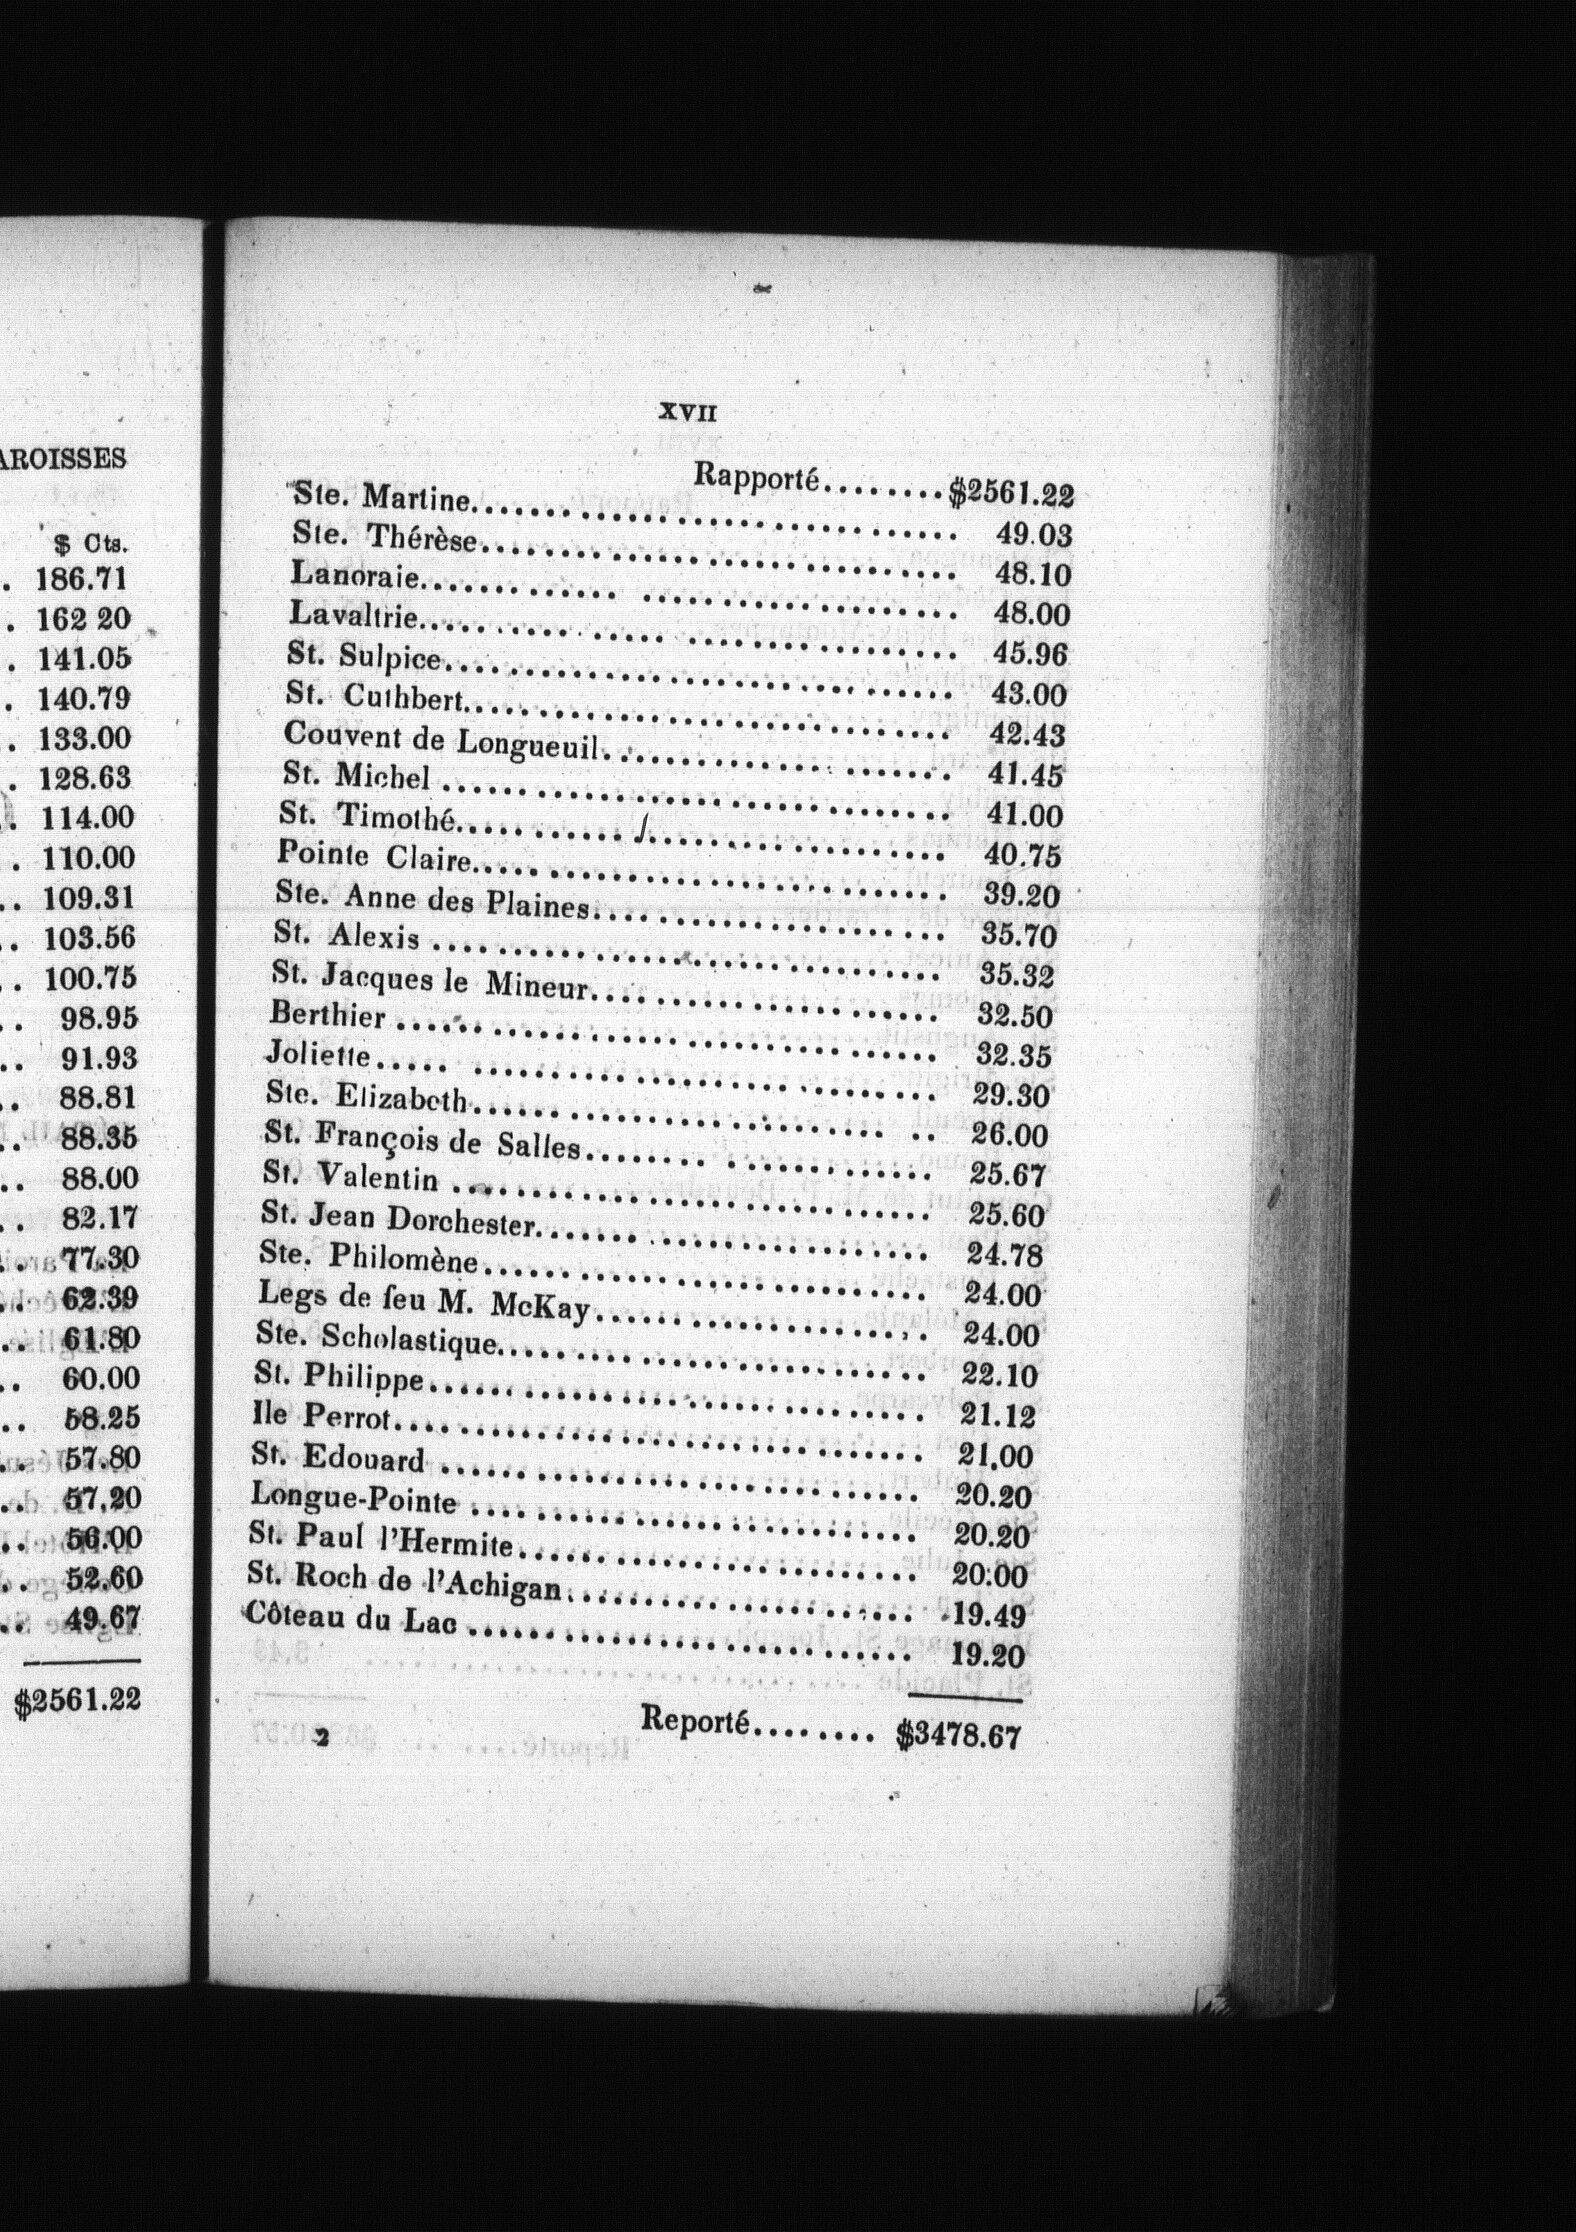 AROISSES
$ Cts.
. 186.71
. 162 20
. 141.05
. 140.79
. 133.00
. 128.63
. 114.00
. 110.00
.. 109.31
.. 103.56
.. 100.75
.. 98.95
.. 91.93
.. 88.81
.. 88.35
.. 88.00
.. 82.17
.. 77.30
.. 62.39
.. 61.80
.. 60.00
.. 58.25
.. 57.80
.. 57.20
.. 56.00
.. 52.60
.. 49.67
$2561.22
XVII
Rapporté........$2561.22
Ste. Martine.............................. 49.03
Ste. Thérèse.............................. 48.10
Lanoraie.............................. 48.00
Lavaltrie.............................. 45.96
St. Sulpice.............................. 43.00
St. Cuthbert.............................. 42.43
Couvent de Longueuil...................... 41.45
St. Michel .............................. 41.00
St. Timothé.............................. 40.75
Pointe Claire.............................. 39.20
Ste. Anne des Plaines...................... 35.70
St. Alexis .............................. 35.32
St. Jacques le Mineur...................... 32.50
Berthier .............................. 32.35
Joliette.............................. 29.30
Ste. Elizabeth.............................. 26.00
St. François de Salles...................... 25.67
St. Valentin .............................. 25.60
St. Jean Dorchester........................ 24.78
Ste. Philomène............................ 24.00
Legs de feu M. McKay...................... 24.00
Ste. Scholastique.......................... 22.10
St. Philippe.............................. 21.12
Ile Perrot.............................. 21.00
St. Edouard .............................. 20.20
Longue-Pointe ............................ 20.20
St. Paul l'Hermite........................ 20.00
St. Roch de l'Achigan...................... 19.49
Côteau du Lac ............................ 19.20
Reporté........ $3478.67
2